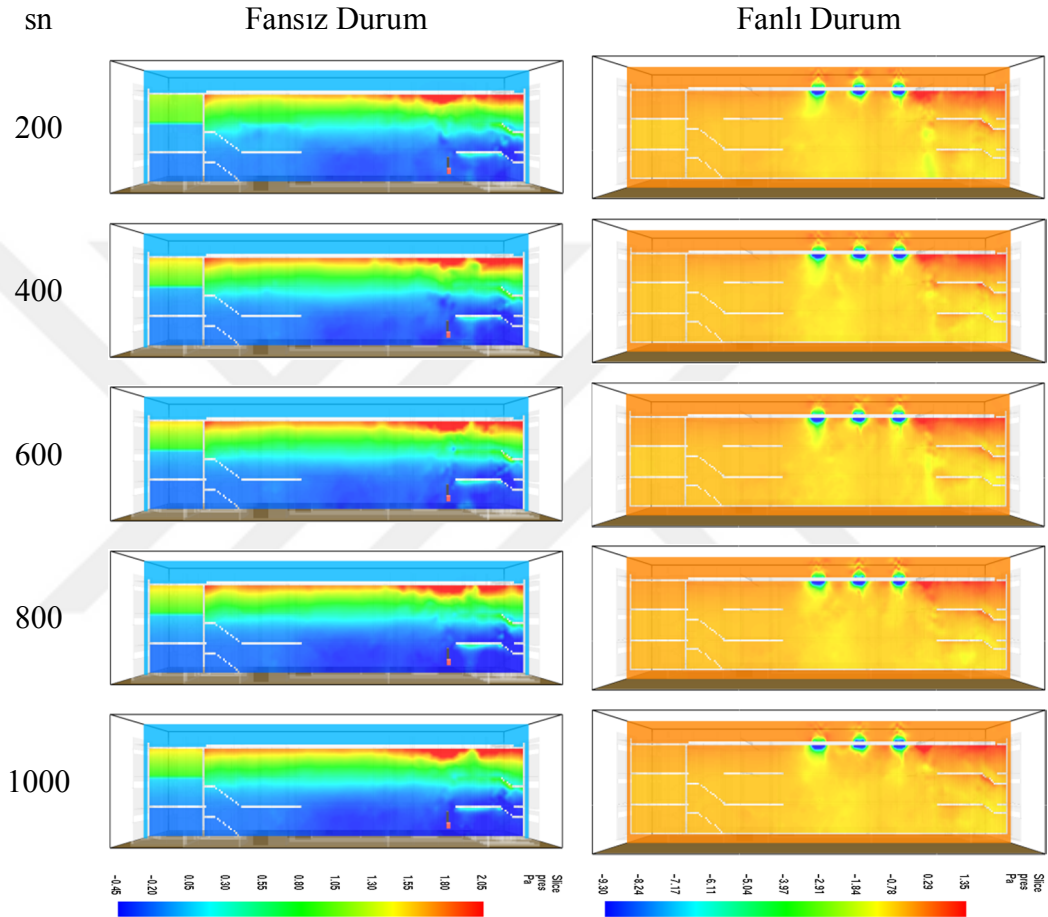 sn Fansız Durum Fanlı Durum
200
400
600
800
1000
-0.45 -0.20 0.05 0.30 0.55 0.80 1.05 1.30 1.55 1.80 2.05 Slice pres Pa
-9.30 -8.24 -7.17 -6.11 -5.04 -3.97 -2.91 -1.84 -0.78 0.29 1.35 Slice pres Pa